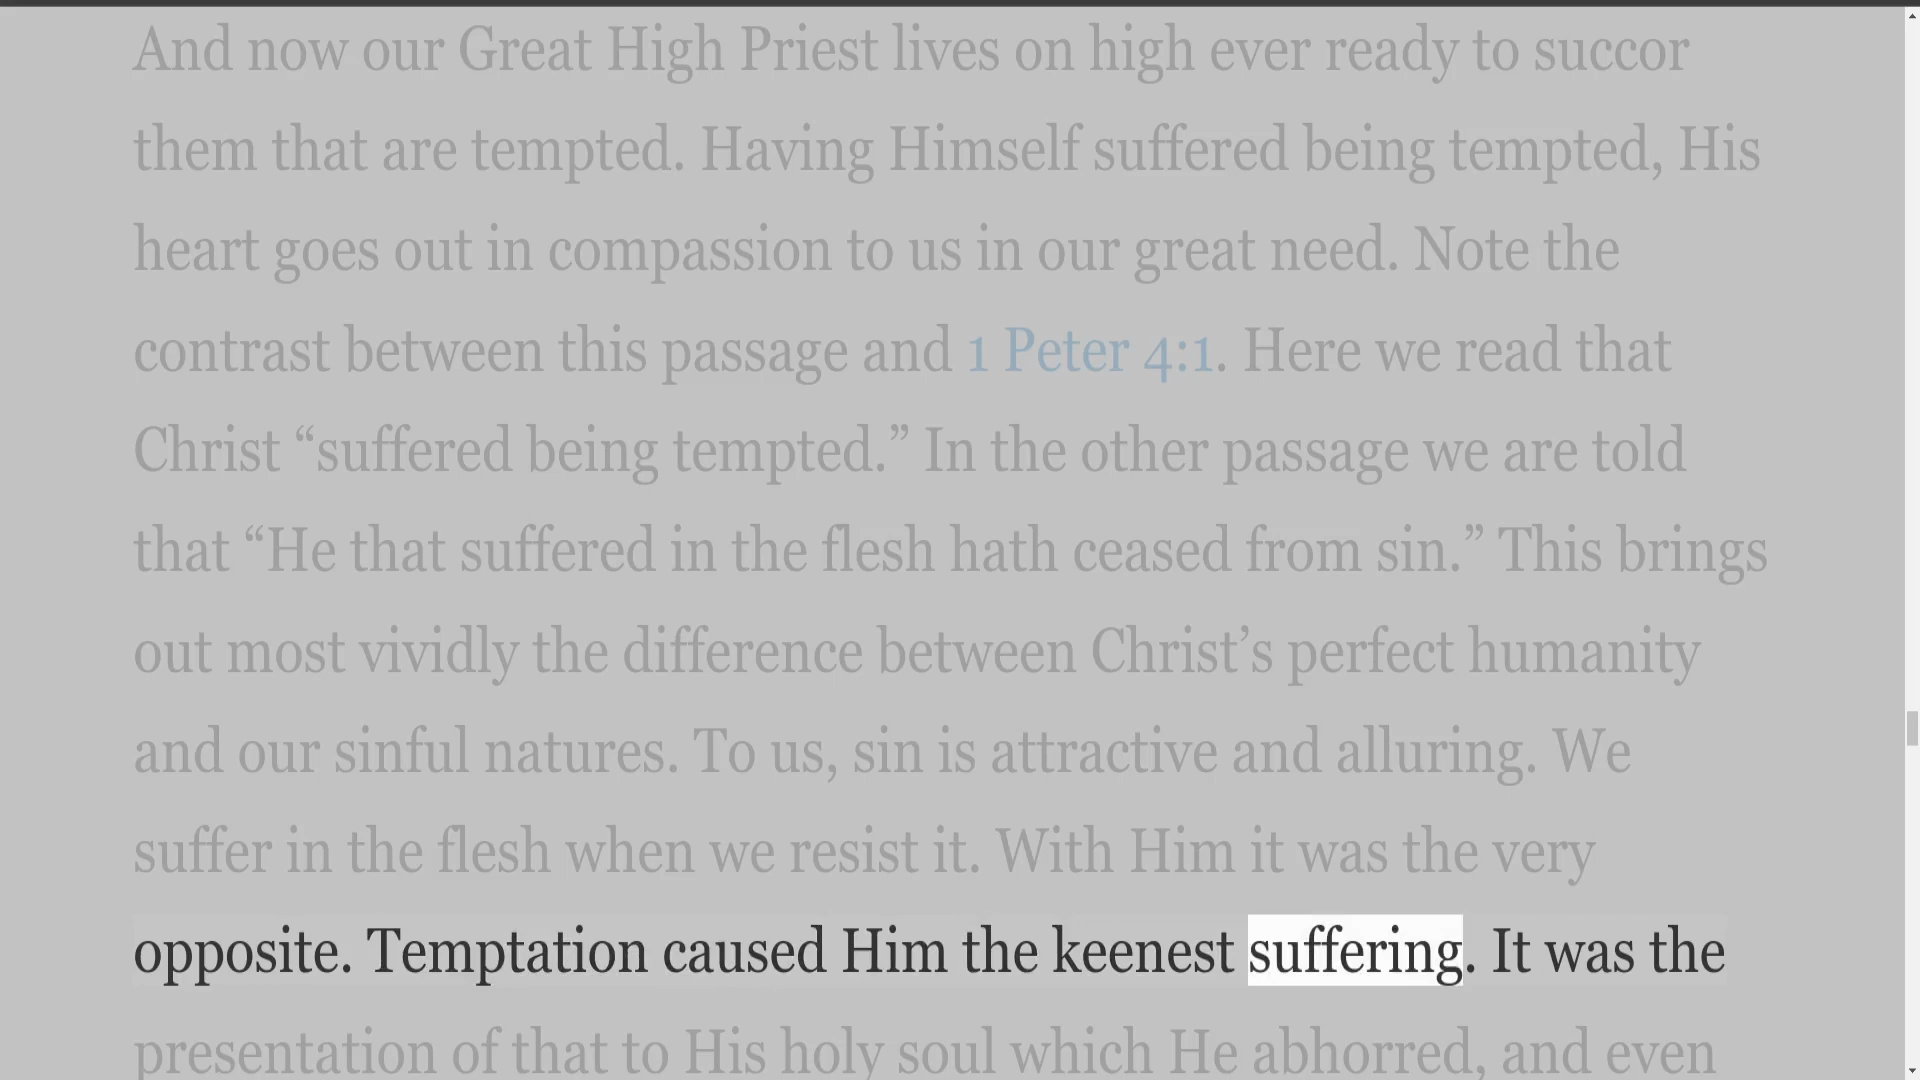 And now our Great High Priest lives on high ever ready to succor
them that are tempted. Having Himself suffered being tempted, His
heart goes out in compassion to us in our great need. Note the
contrast between this passage and 1 Peter 4:1. Here we read that
Christ “suffered being tempted.” In the other passage we are told
that “He that suffered in the flesh hath ceased from sin.” This brings
out most vividly the difference between Christ’s perfect humanity
and our sinful natures. To us, sin is attractive and alluring. We
suffer in the flesh when we resist it. With Him it was the very
opposite. Temptation caused Him the keenest suffering. It was the
presentation of that to His holy soul which He abhorred, and even